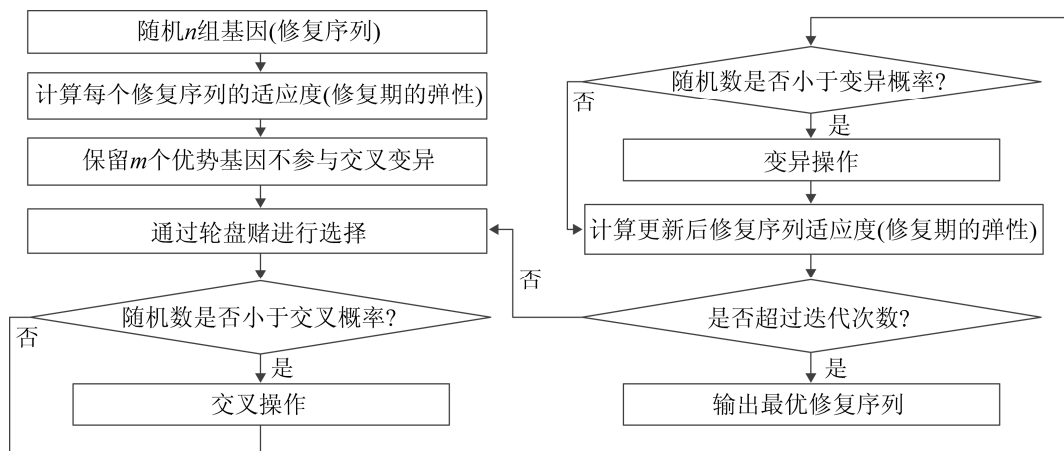 随机n组基因(修复序列)
计算每个修复序列的适应度(修复期的弹性)
保留m个优势基因不参与交叉变异
通过轮盘赌进行选择
随机数是否小于交叉概率?
否
是
交叉操作
随机数是否小于变异概率?
否
是
变异操作
计算更新后修复序列适应度(修复期的弹性)
否
是否超过迭代次数?
是
输出最优修复序列